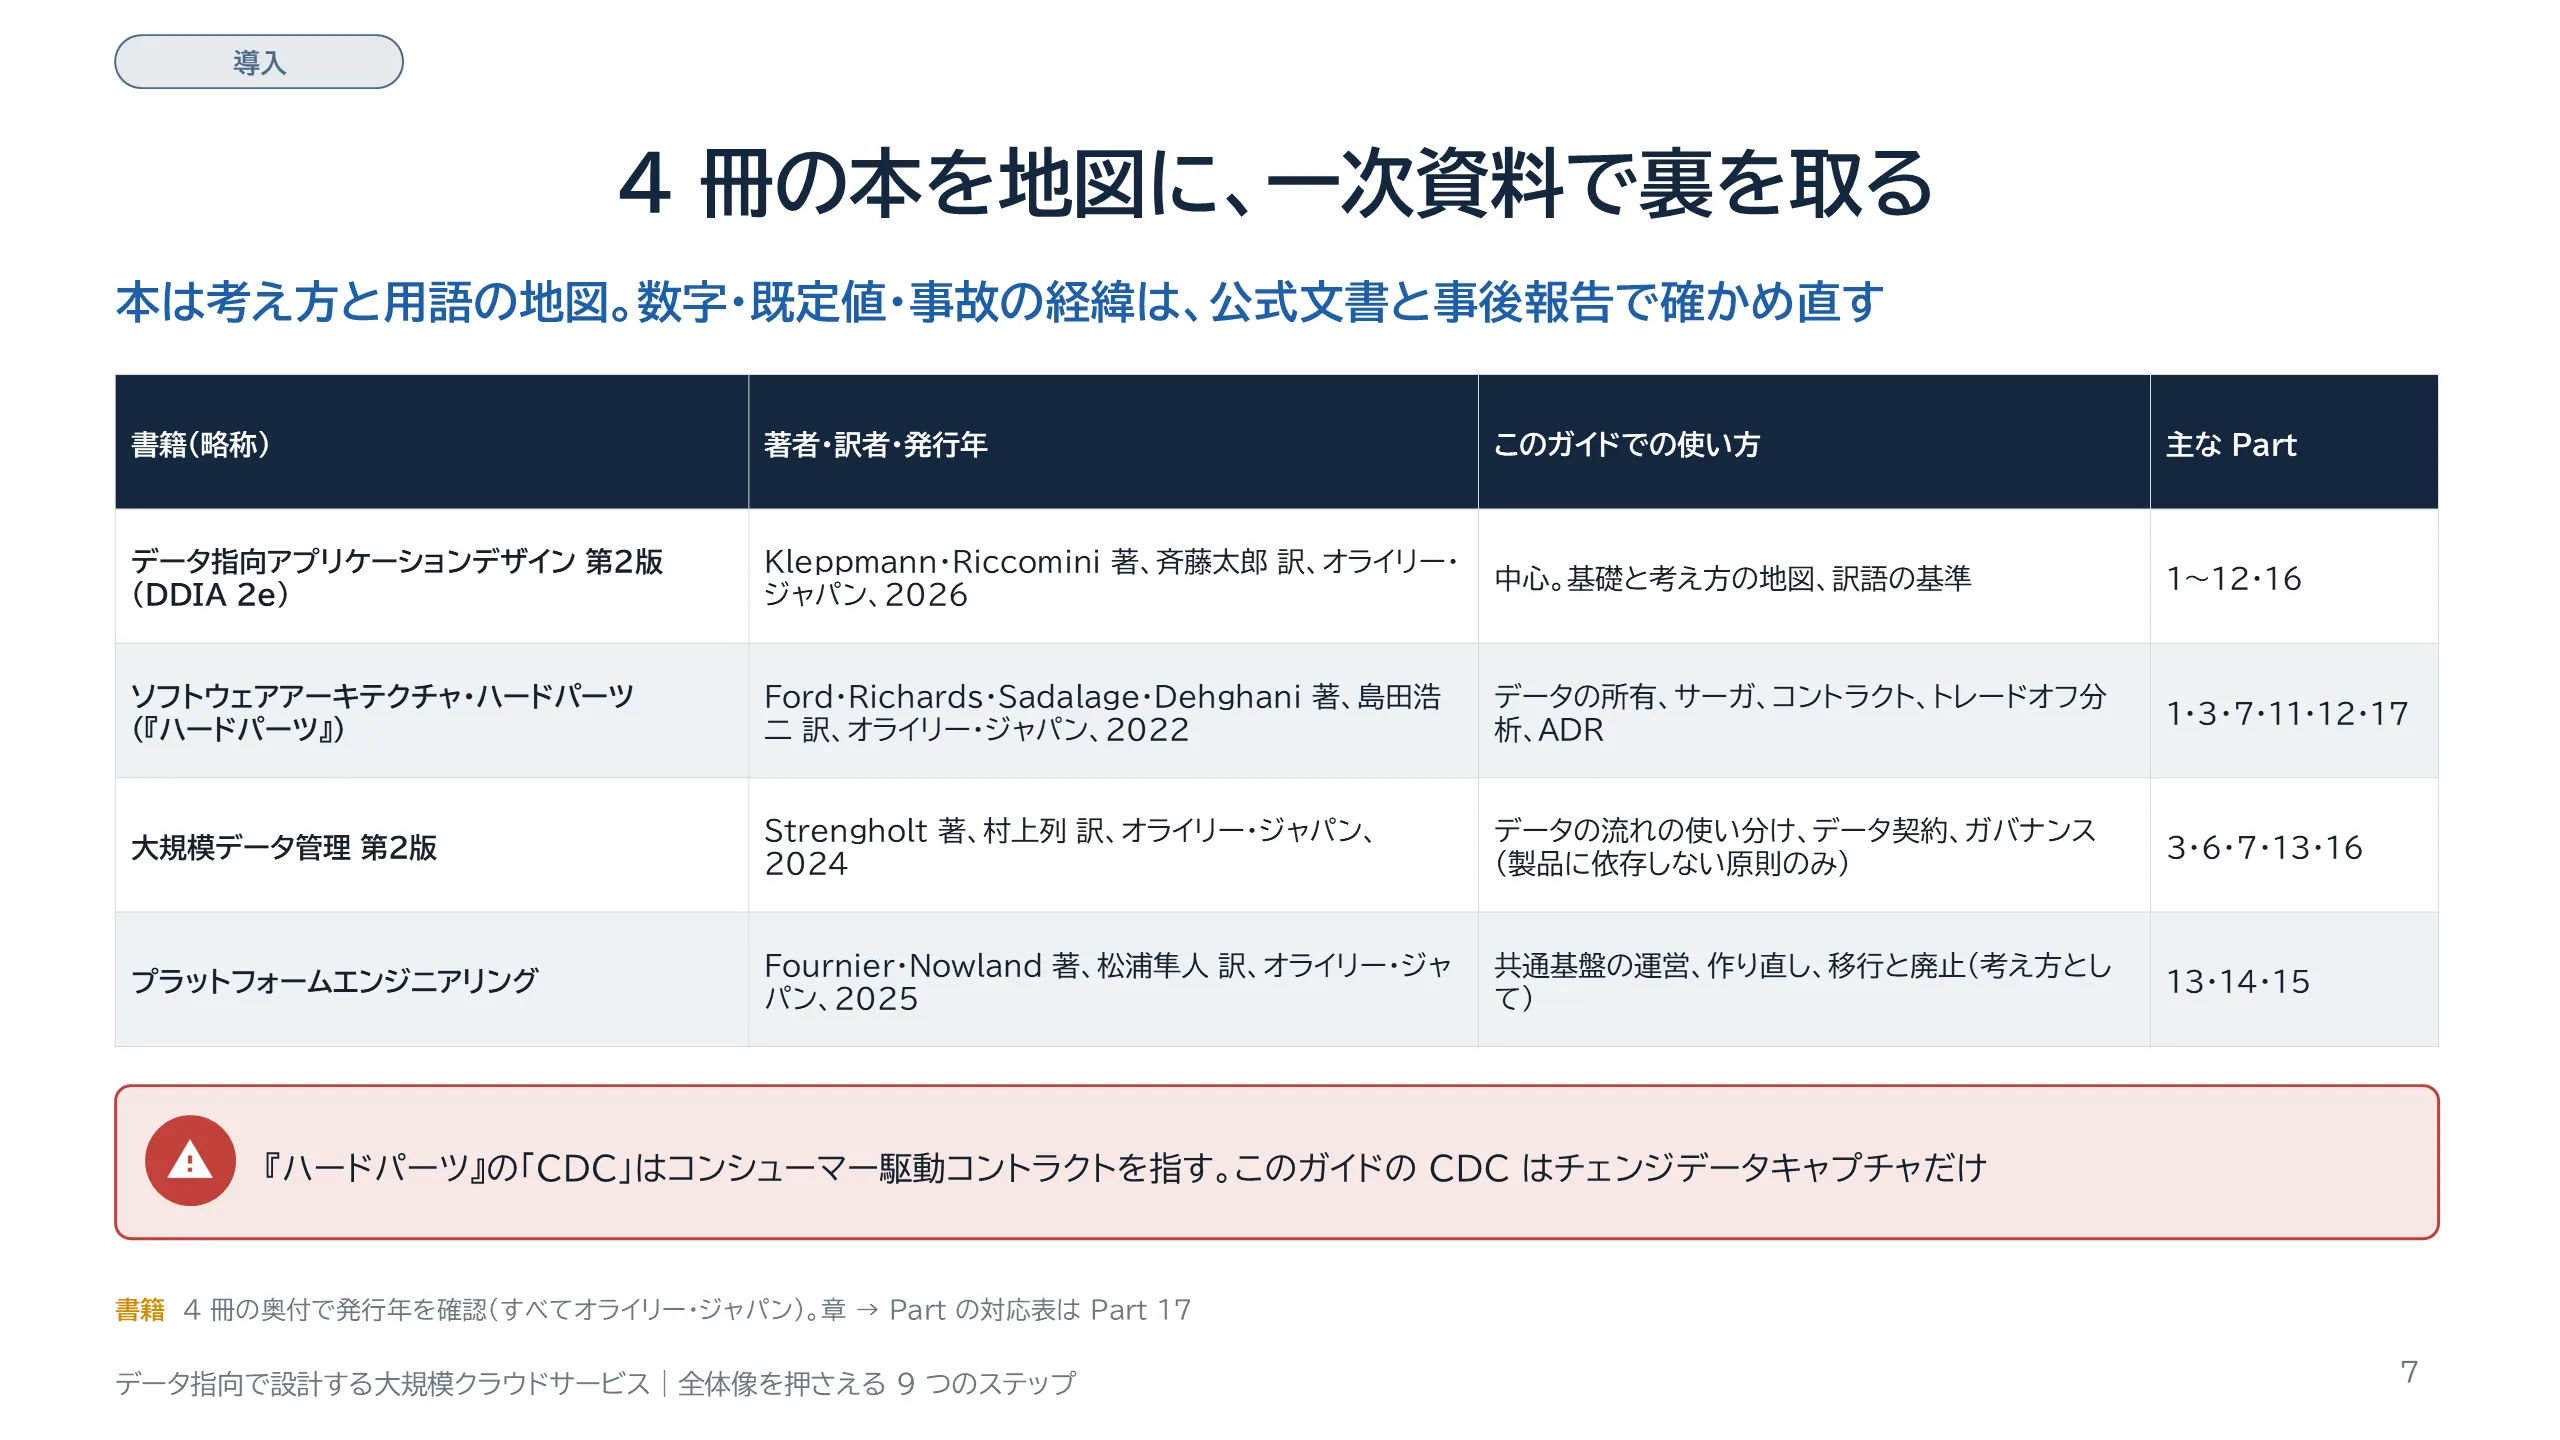 導入
4 冊の本を地図に、一次資料で裏を取る
本は考え方と用語の地図。数字・既定値・事故の経緯は、公式文書と事後報告で確かめ直す
書籍(略称)
著者・訳者・発行年
このガイドでの使い方
主な Part
データ指向アプリケーションデザイン 第2版
(DDIA 2e)
Kleppmann・Riccomini 著、斉藤太郎 訳、オライリー・
ジャパン、2026
中心。基礎と考え方の地図、訳語の基準
1〜12・16
ソフトウェアアーキテクチャ・ハードパーツ
(『ハードパーツ』)
Ford・Richards・Sadalage・Dehghani 著、島田浩
二 訳、オライリー・ジャパン、2022
データの所有、サーガ、コントラクト、トレードオフ分
析、ADR
1・3・7・11・12・17
大規模データ管理 第2版
Strengholt 著、村上列 訳、オライリー・ジャパン、
2024
データの流れの使い分け、データ契約、ガバナンス
(製品に依存しない原則のみ)
3・6・7・13・16
プラットフォームエンジニアリング
Fournier・Nowland 著、松浦隼人 訳、オライリー・ジャ
パン、2025
共通基盤の運営、作り直し、移行と廃止(考え方とし
て)
13・14・15
『ハードパーツ』の「CDC」はコンシューマー駆動コントラクトを指す。このガイドの CDC はチェンジデータキャプチャだけ
書籍 4 冊の奥付で発行年を確認(すべてオライリー・ジャパン)。章 → Part の対応表は Part 17
データ指向で設計する大規模クラウドサービス｜全体像を押さえる 9 つのステップ
7